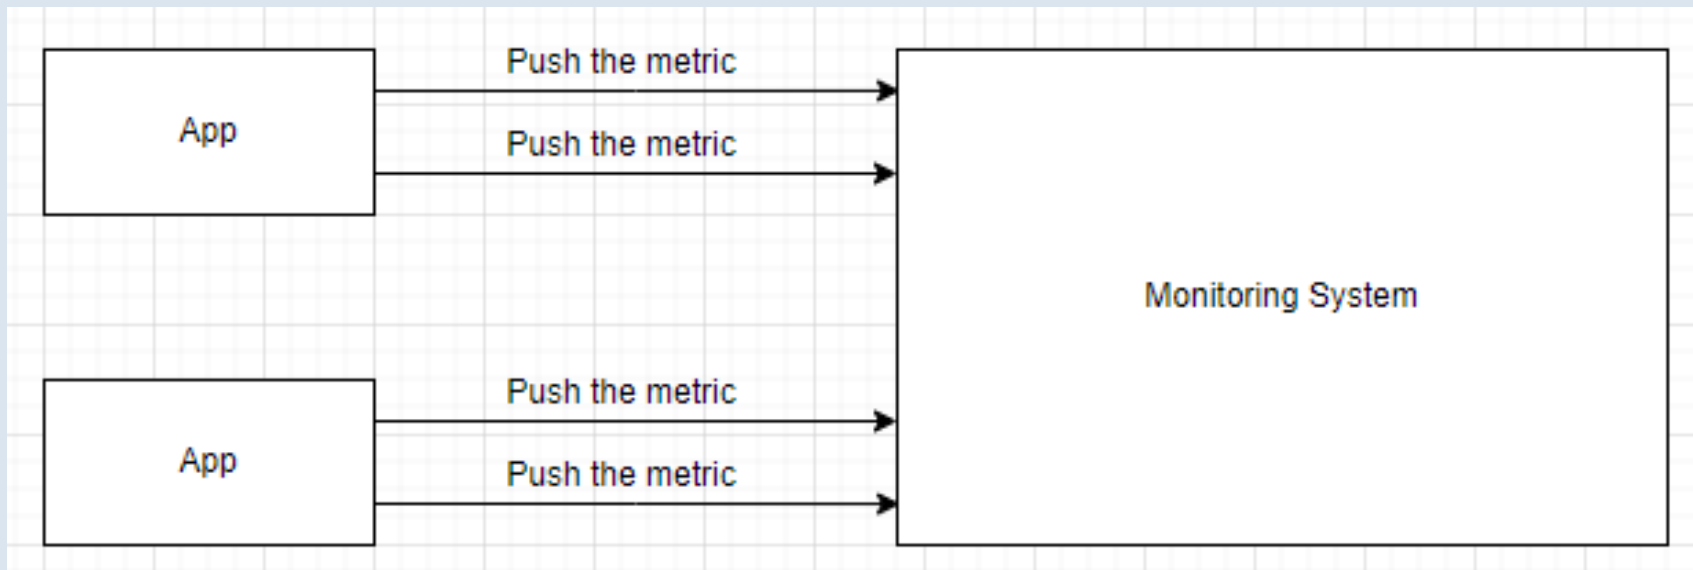 Push the metric
App
Push the metric
Monitoring System
Push the metric
App
Push the metric